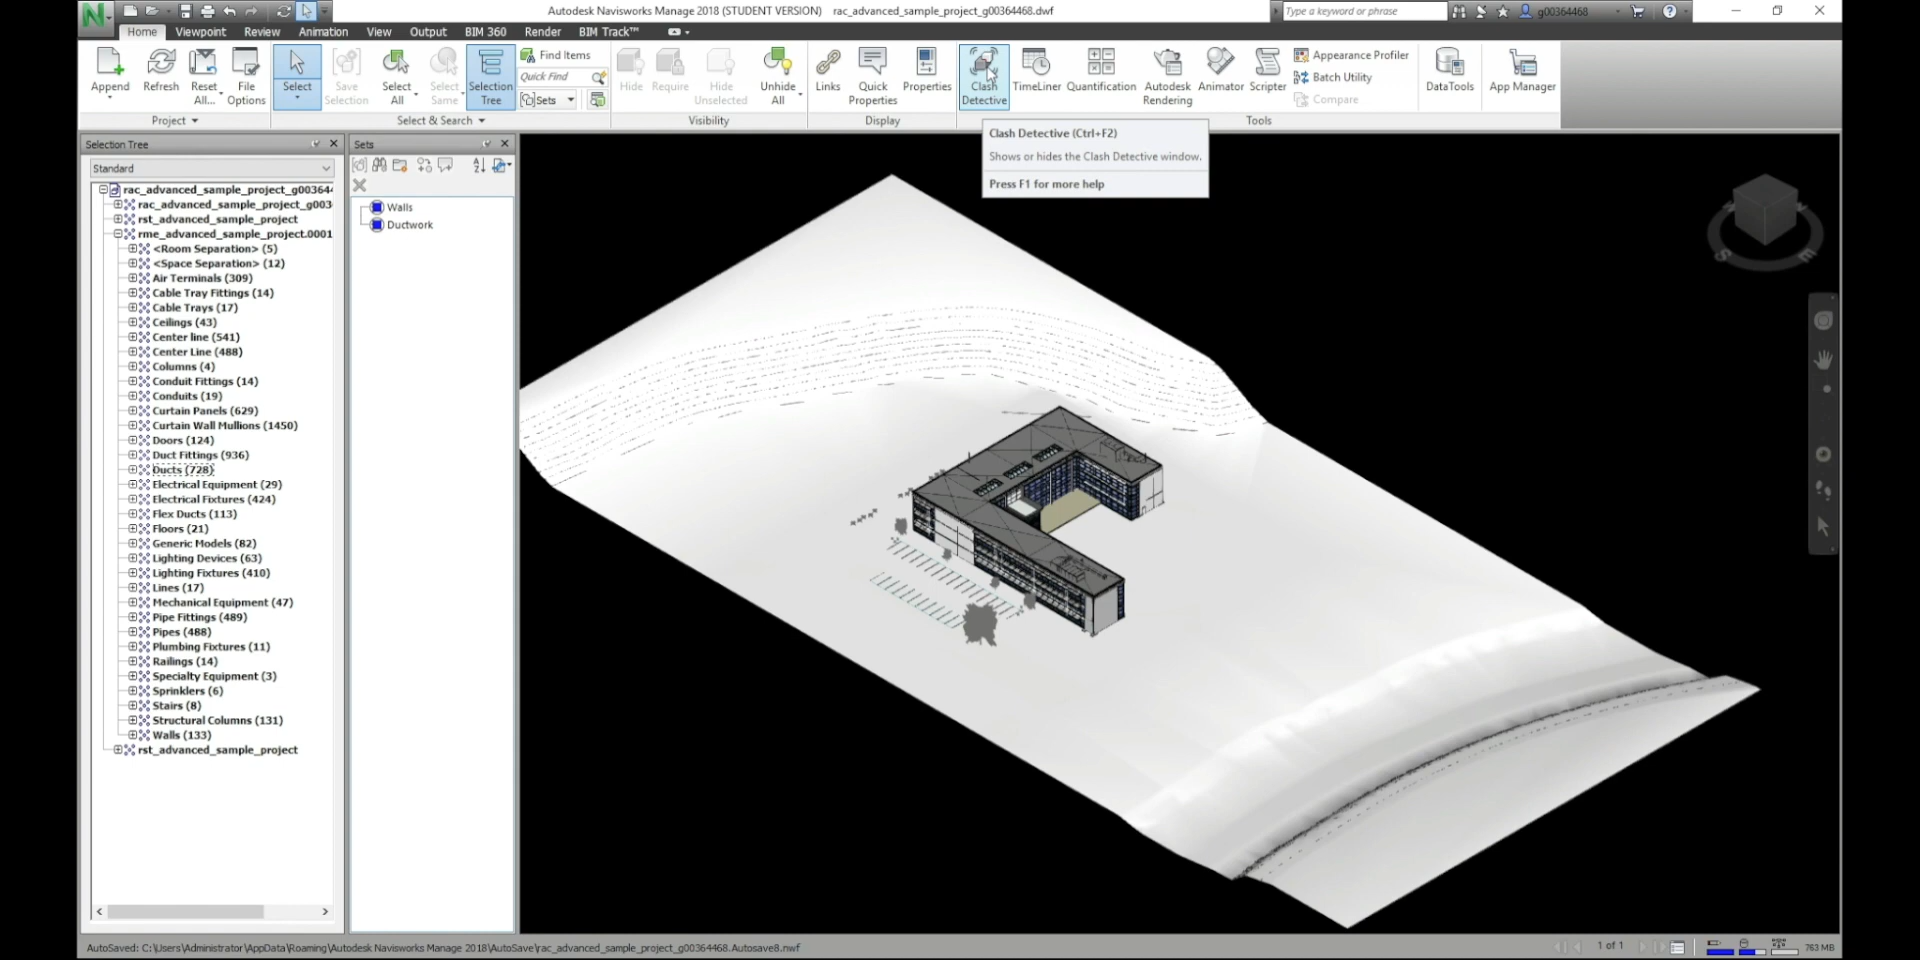 Autodesk Navisworks Manage 2018 (STUDENT VERSION) rac_advanced_sample_project_g00364468.dwf
Type a keyword or phrase
g00364468
Home Viewpoint Review Animation View Output BIM 360 Render BIM Track™
Append
Refresh
Reset All...
File Options
Select
Save Selection
Select All
Select Same
Selection Tree
Find Items
Quick Find
Sets
Hide
Require
Hide Unselected
Unhide All
Links
Quick Properties
Properties
Clash Detective
TimeLiner
Quantification
Autodesk Rendering
Animator
Scripter
Appearance Profiler
Batch Utility
Compare
DataTools
App Manager
Project Select & Search Visibility Display Tools
Clash Detective (Ctrl+F2)
Shows or hides the Clash Detective window.
Press F1 for more help
Selection Tree
Standard
rac_advanced_sample_project_g00364
rac_advanced_sample_project_g003
rst_advanced_sample_project
rme_advanced_sample_project.0001
<Room Separation> (5)
<Space Separation> (12)
Air Terminals (309)
Cable Tray Fittings (14)
Cable Trays (17)
Ceilings (43)
Center line (541)
Center Line (488)
Columns (4)
Conduit Fittings (14)
Conduits (19)
Curtain Panels (629)
Curtain Wall Mullions (1450)
Doors (124)
Duct Fittings (936)
Ducts (728)
Electrical Equipment (29)
Electrical Fixtures (424)
Flex Ducts (113)
Floors (21)
Generic Models (82)
Lighting Devices (63)
Lighting Fixtures (410)
Lines (17)
Mechanical Equipment (47)
Pipe Fittings (489)
Pipes (488)
Plumbing Fixtures (11)
Railings (14)
Specialty Equipment (3)
Sprinklers (6)
Stairs (8)
Structural Columns (131)
Walls (133)
rst_advanced_sample_project
Sets
Walls
Ductwork
S E
AutoSaved: C:\Users\Administrator\AppData\Roaming\Autodesk Navisworks Manage 2018\AutoSave\rac_advanced_sample_project_g00364468.Autosave8.nwf
1 of 1
763 MB